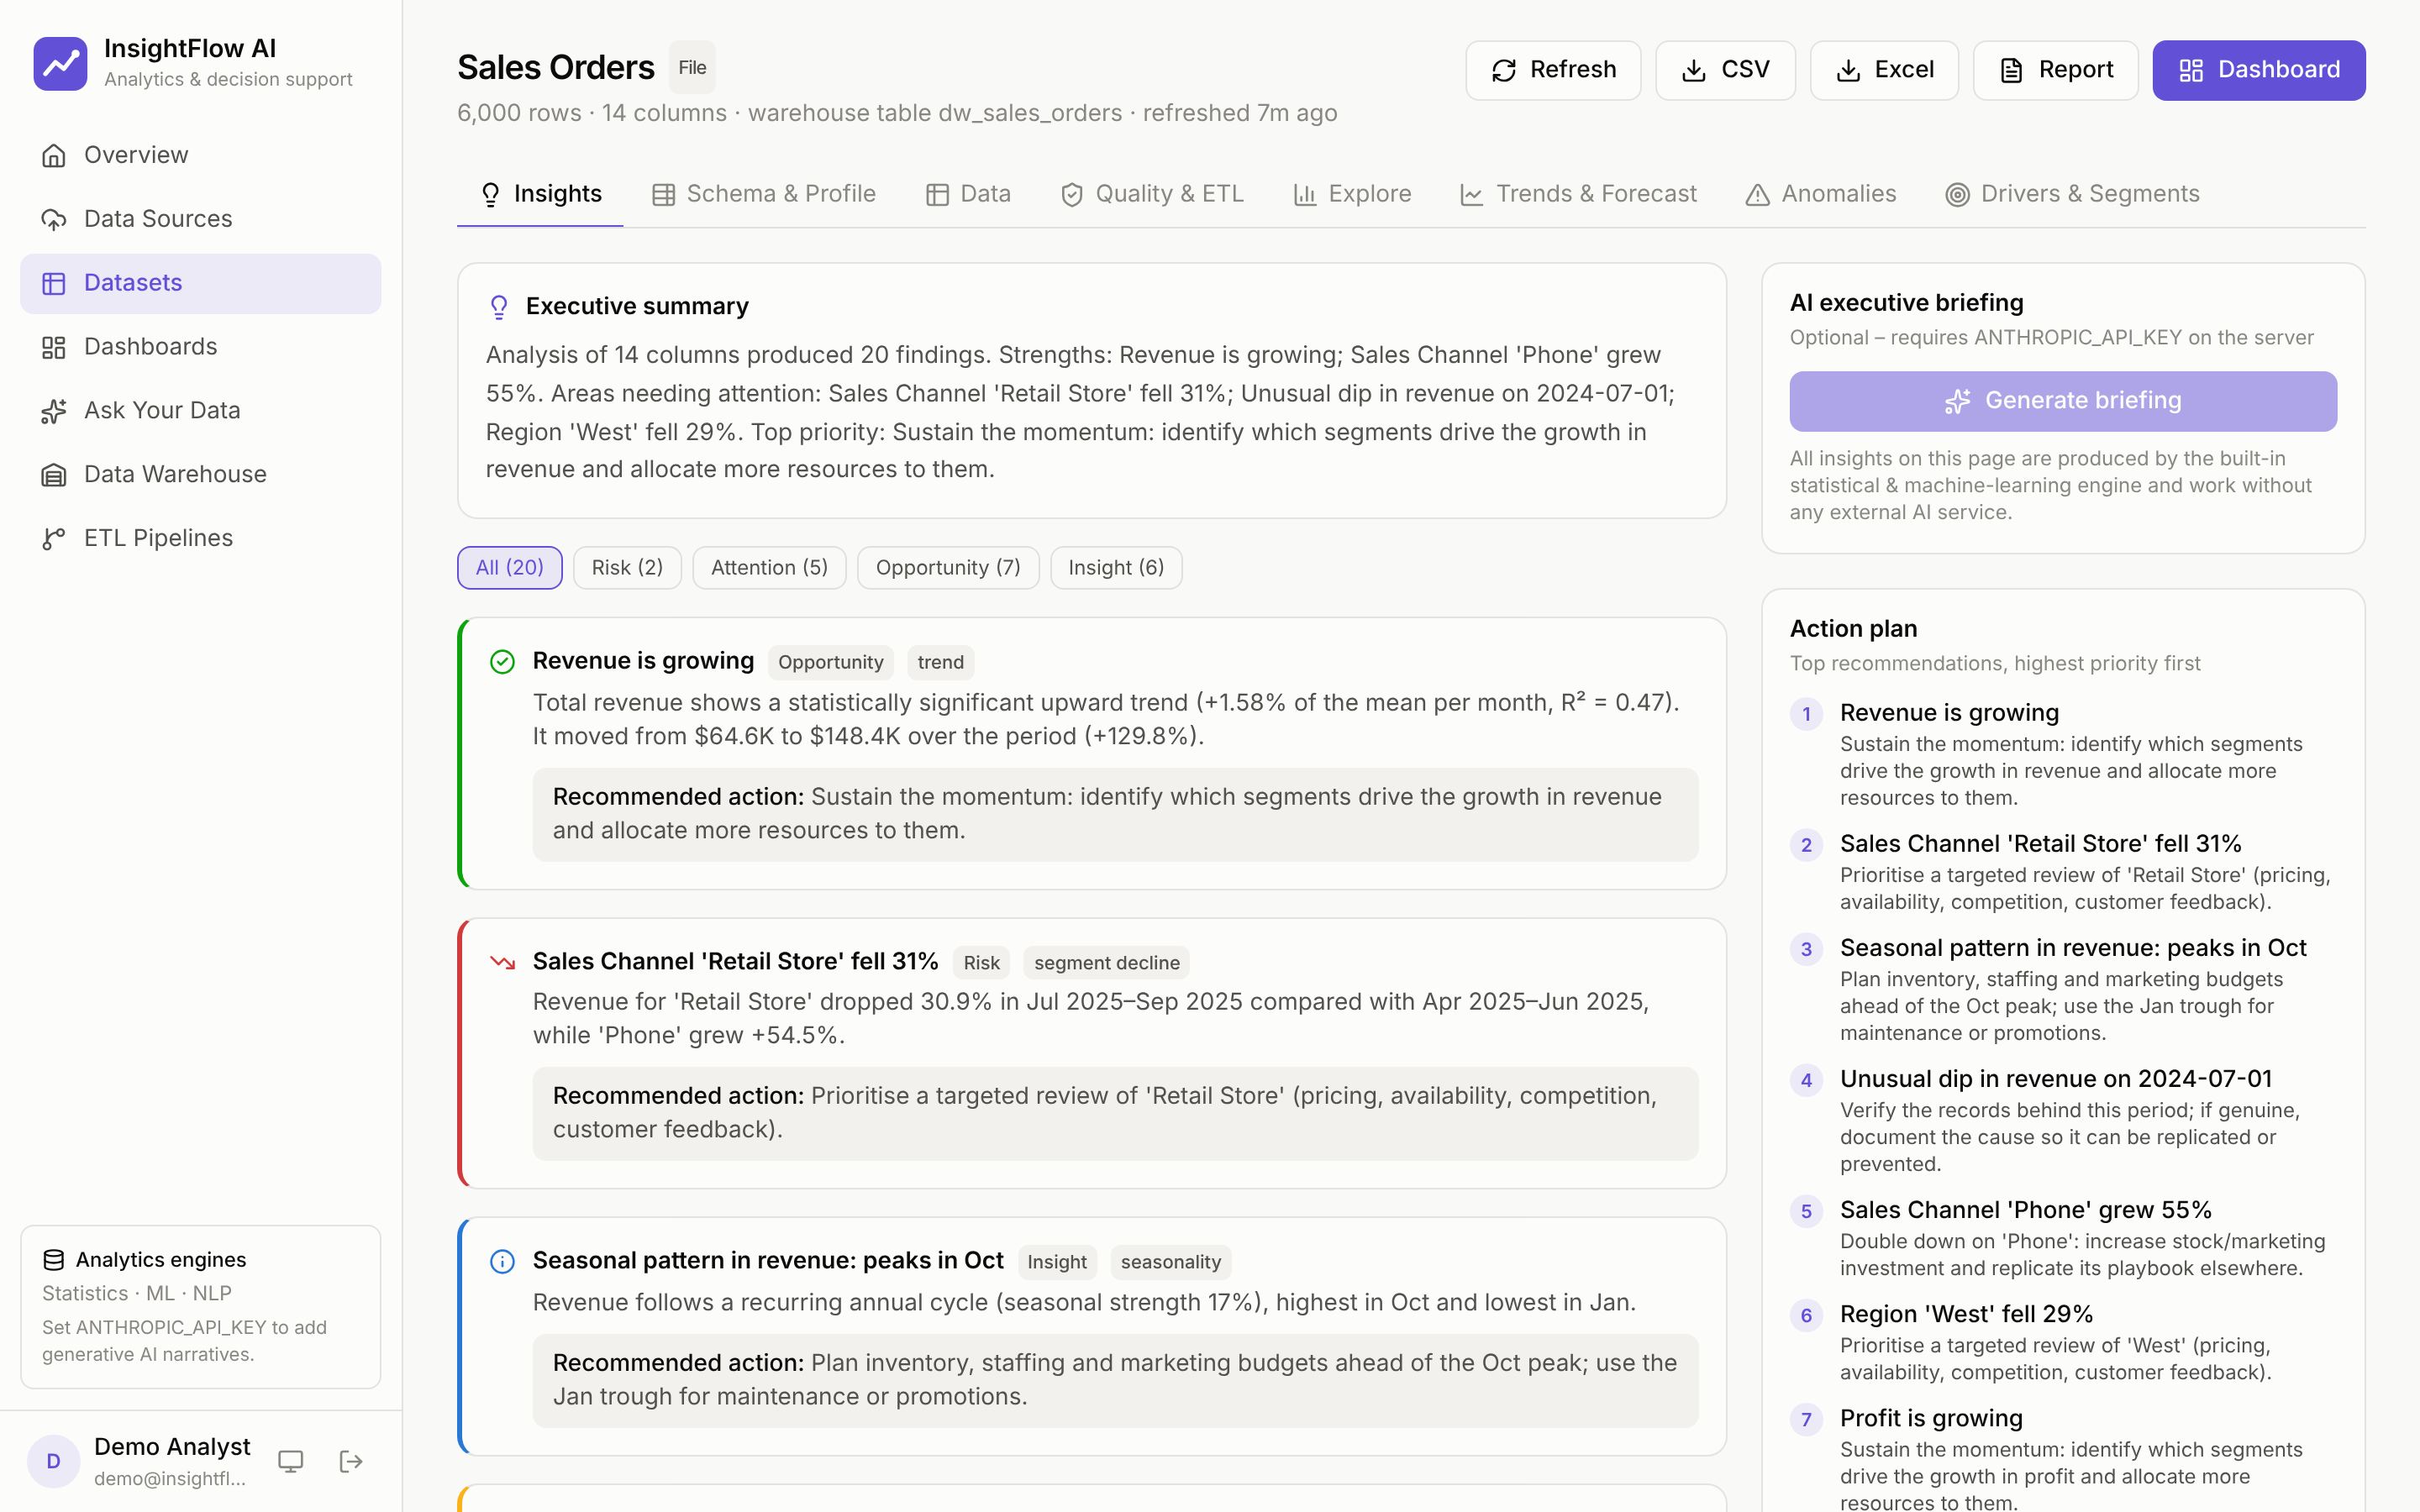 InsightFlow AI
Analytics & decision support
Overview
Data Sources
Datasets
Dashboards
Ask Your Data
Data Warehouse
ETL Pipelines
Analytics engines
Statistics · ML · NLP
Set ANTHROPIC_API_KEY to add
generative AI narratives.
D
Demo Analyst
demo@insightfl...
Sales Orders File
6,000 rows · 14 columns · warehouse table dw_sales_orders · refreshed 7m ago
Refresh CSV Excel Report Dashboard
Insights Schema & Profile Data Quality & ETL Explore Trends & Forecast Anomalies Drivers & Segments
Executive summary
Analysis of 14 columns produced 20 findings. Strengths: Revenue is growing; Sales Channel 'Phone' grew
55%. Areas needing attention: Sales Channel 'Retail Store' fell 31%; Unusual dip in revenue on 2024-07-01;
Region 'West' fell 29%. Top priority: Sustain the momentum: identify which segments drive the growth in
revenue and allocate more resources to them.
All (20) Risk (2) Attention (5) Opportunity (7) Insight (6)
Revenue is growing Opportunity trend
Total revenue shows a statistically significant upward trend (+1.58% of the mean per month, R² = 0.47).
It moved from $64.6K to $148.4K over the period (+129.8%).
Recommended action: Sustain the momentum: identify which segments drive the growth in revenue
and allocate more resources to them.
Sales Channel 'Retail Store' fell 31% Risk segment decline
Revenue for 'Retail Store' dropped 30.9% in Jul 2025–Sep 2025 compared with Apr 2025–Jun 2025,
while 'Phone' grew +54.5%.
Recommended action: Prioritise a targeted review of 'Retail Store' (pricing, availability, competition,
customer feedback).
Seasonal pattern in revenue: peaks in Oct Insight seasonality
Revenue follows a recurring annual cycle (seasonal strength 17%), highest in Oct and lowest in Jan.
Recommended action: Plan inventory, staffing and marketing budgets ahead of the Oct peak; use the
Jan trough for maintenance or promotions.
AI executive briefing
Optional – requires ANTHROPIC_API_KEY on the server
Generate briefing
All insights on this page are produced by the built-in
statistical & machine-learning engine and work without
any external AI service.
Action plan
Top recommendations, highest priority first
1 Revenue is growing
Sustain the momentum: identify which segments
drive the growth in revenue and allocate more
resources to them.
2 Sales Channel 'Retail Store' fell 31%
Prioritise a targeted review of 'Retail Store' (pricing,
availability, competition, customer feedback).
3 Seasonal pattern in revenue: peaks in Oct
Plan inventory, staffing and marketing budgets
ahead of the Oct peak; use the Jan trough for
maintenance or promotions.
4 Unusual dip in revenue on 2024-07-01
Verify the records behind this period; if genuine,
document the cause so it can be replicated or
prevented.
5 Sales Channel 'Phone' grew 55%
Double down on 'Phone': increase stock/marketing
investment and replicate its playbook elsewhere.
6 Region 'West' fell 29%
Prioritise a targeted review of 'West' (pricing,
availability, competition, customer feedback).
7 Profit is growing
Sustain the momentum: identify which segments
drive the growth in profit and allocate more
resources to them.